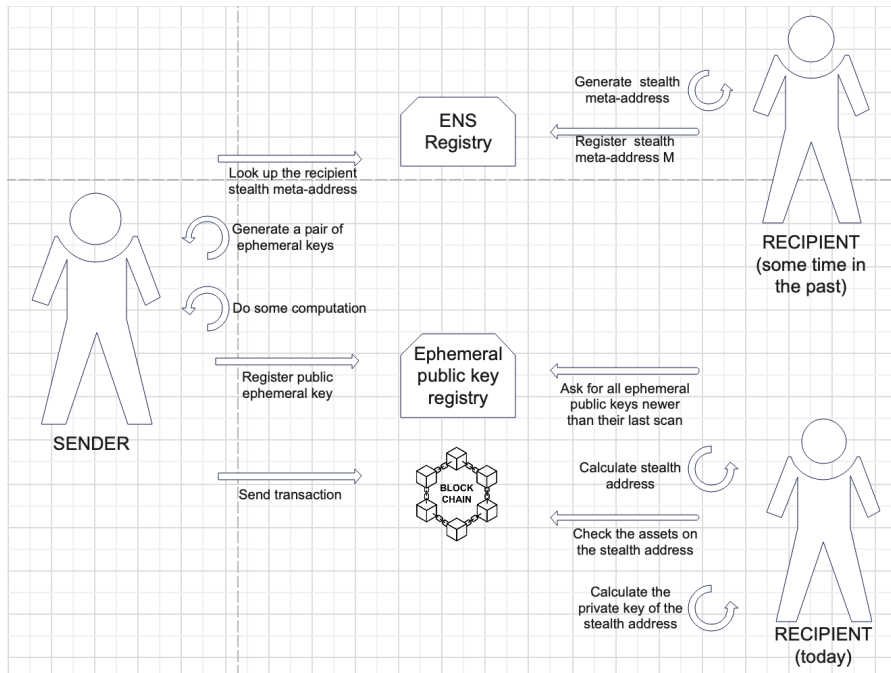 Generate stealth
meta-address
ENS
Registry
Register stealth
meta-address M
Look up the recipient
stealth meta-address
Generate a pair of
ephemeral keys
RECIPIENT
(some time in
the past)
Do some computation
Ephemeral
public key
registry
Register public
ephemeral key
Ask for all ephemeral
public keys newer
than their last scan
SENDER
Calculate stealth
address
BLOCK
CHAIN
Send transaction
Check the assets on
the stealth address
Calculate the
private key of the
stealth address
RECIPIENT
(today)